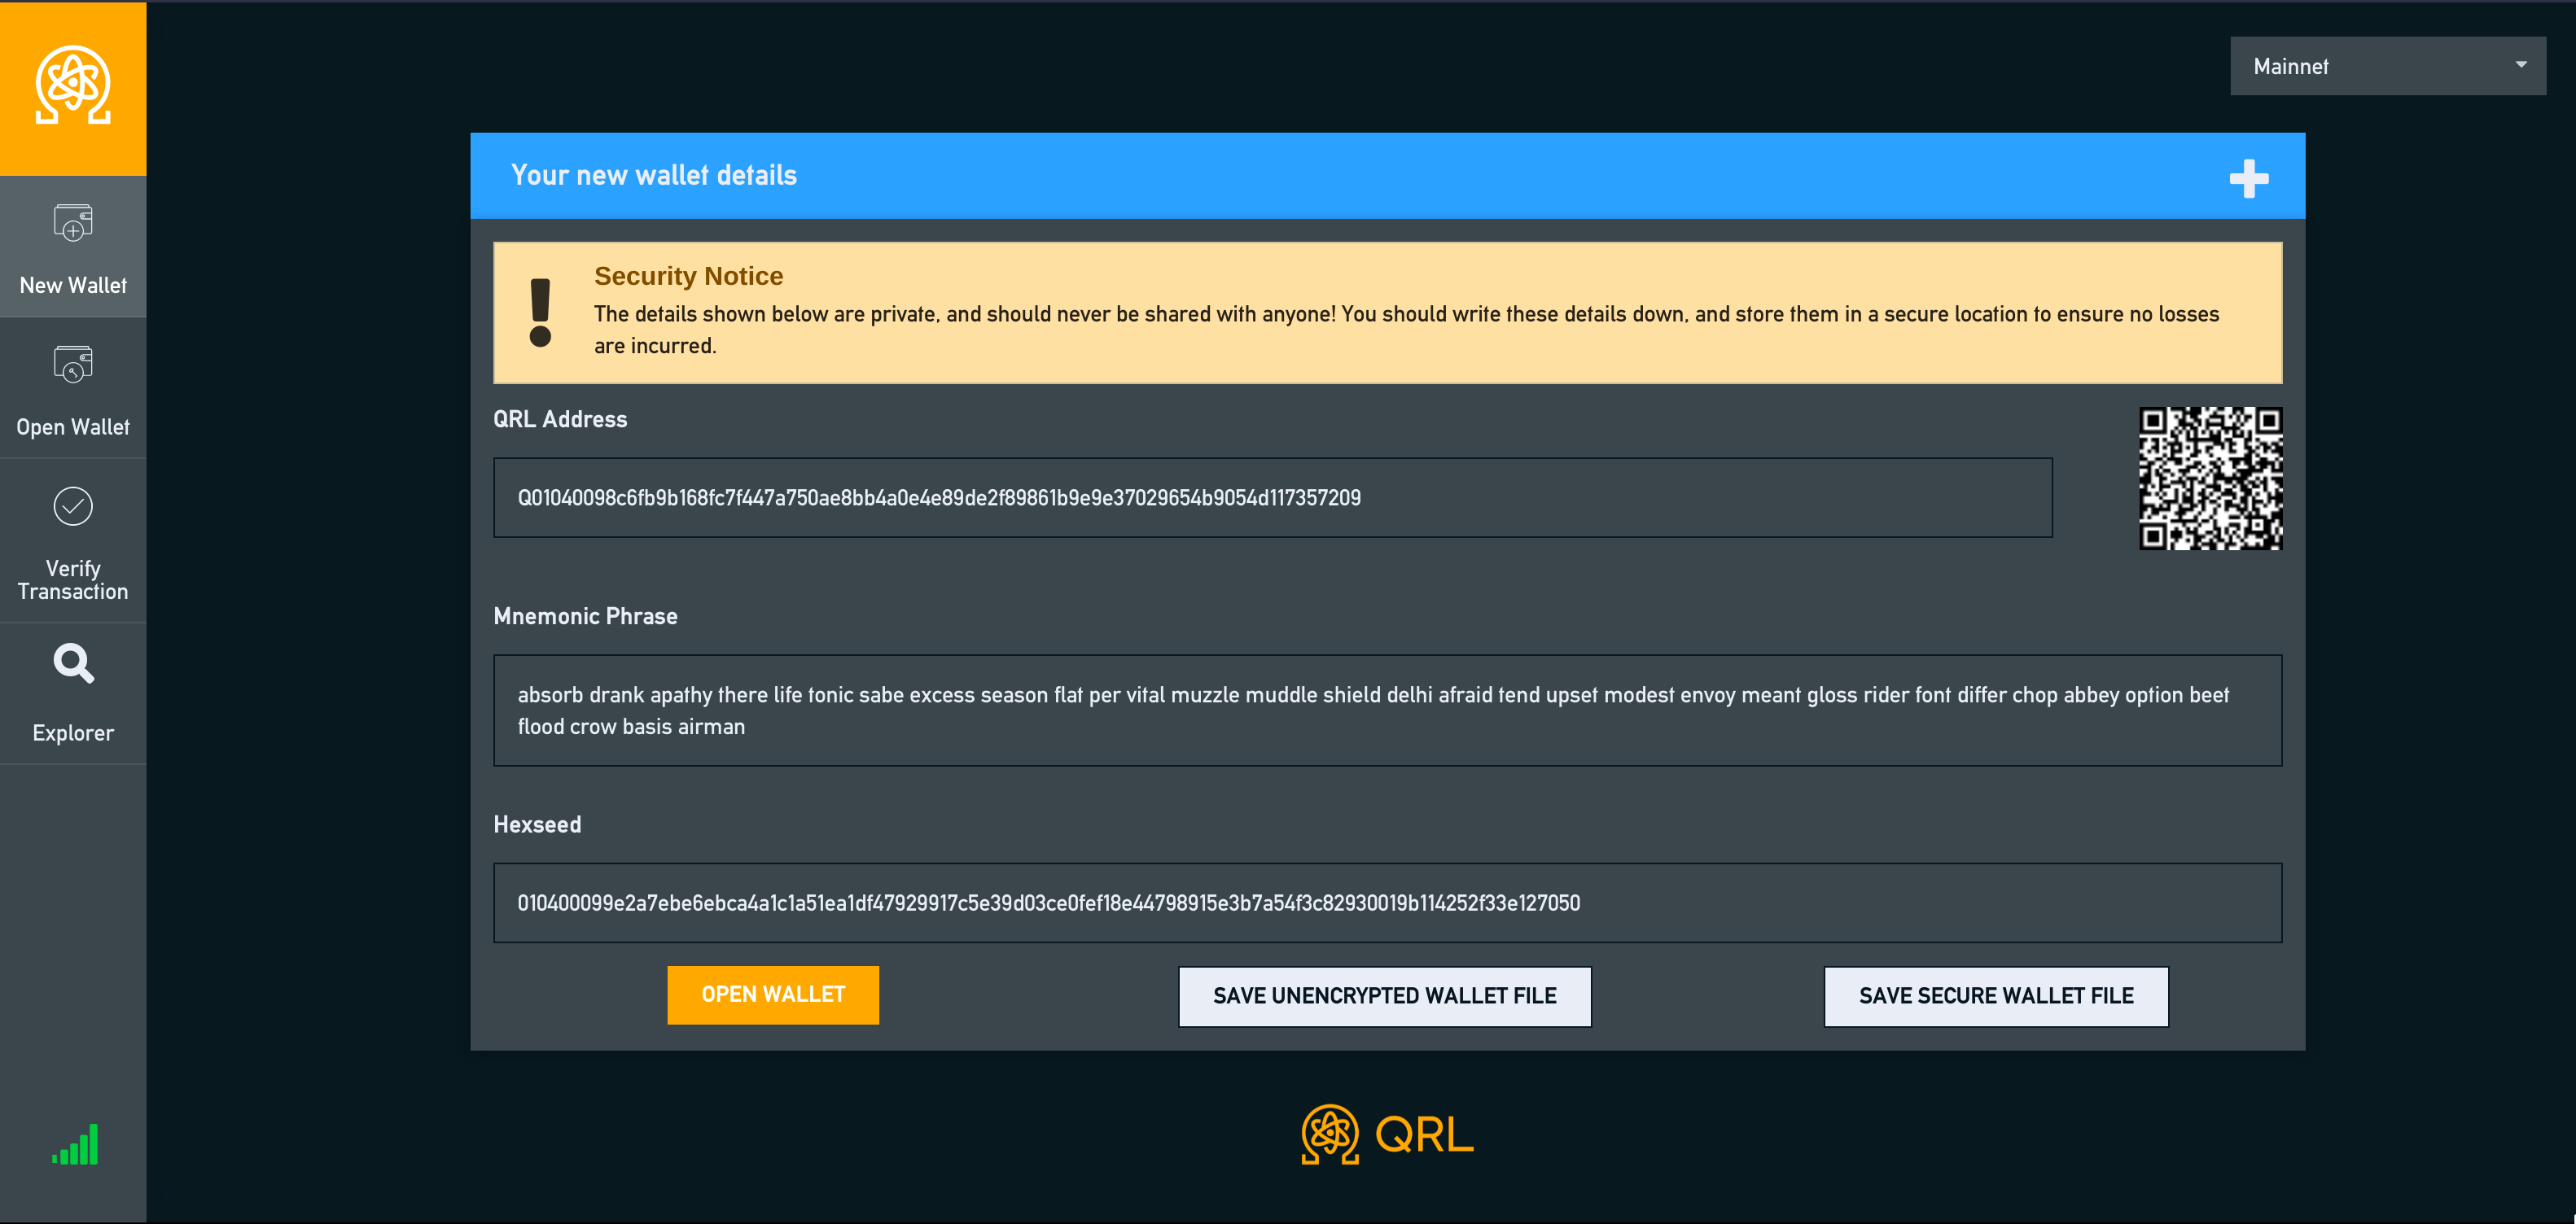 Mainnet
Your new wallet details
New Wallet
Open Wallet
Verify
Transaction
Explorer
Security Notice
The details shown below are private, and should never be shared with anyone! You should write these details down, and store them in a secure location to ensure no losses
are incurred.
QRL Address
Q01040098c6fb9b168fc7f447a750ae8bb4a0e4e89de2f89861b9e9e37029654b9054d117357209
Mnemonic Phrase
absorb drank apathy there life tonic sabe excess season flat per vital muzzle muddle shield delhi afraid tend upset modest envoy meant gloss rider font differ chop abbey option beet
flood crow basis airman
Hexseed
010400099e2a7ebe6ebca4a1c1a51ea1df47929917c5e39d03ce0fef18e44798915e3b7a54f3c82930019b114252f33e127050
OPEN WALLET
SAVE UNENCRYPTED WALLET FILE
SAVE SECURE WALLET FILE
QRL